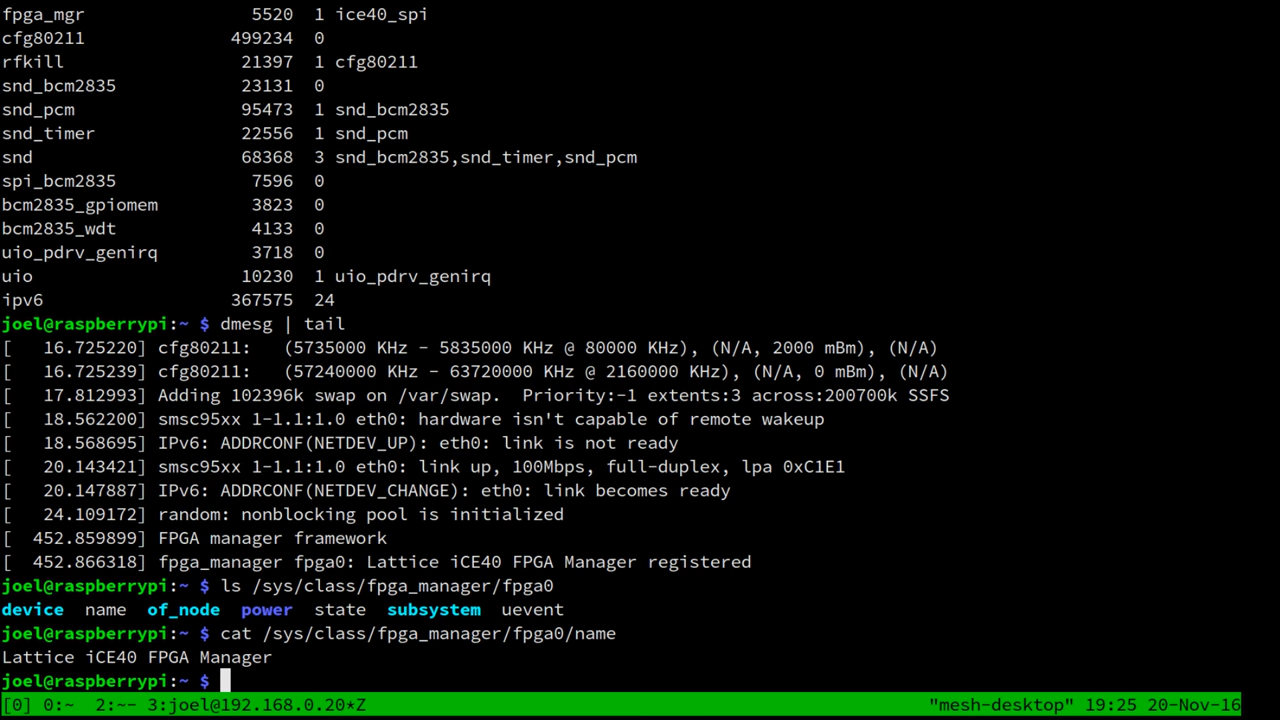 fpga_mgr 5520 1 ice40_spi
cfg80211 499234 0
rfkill 21397 1 cfg80211
snd_bcm2835 23131 0
snd_pcm 95473 1 snd_bcm2835
snd_timer 22556 1 snd_pcm
snd 68368 3 snd_bcm2835,snd_timer,snd_pcm
spi_bcm2835 7596 0
bcm2835_gpiomem 3823 0
bcm2835_wdt 4133 0
uio_pdrv_genirq 3718 0
uio 10230 1 uio_pdrv_genirq
ipv6 367575 24
joel@raspberrypi:~ $ dmesg | tail
[   16.725220] cfg80211:   (5735000 KHz - 5835000 KHz @ 80000 KHz), (N/A, 2000 mBm), (N/A)
[   16.725239] cfg80211:   (57240000 KHz - 63720000 KHz @ 2160000 KHz), (N/A, 0 mBm), (N/A)
[   17.812993] Adding 102396k swap on /var/swap.  Priority:-1 extents:3 across:200700k SSFS
[   18.562200] smsc95xx 1-1.1:1.0 eth0: hardware isn't capable of remote wakeup
[   18.568695] IPv6: ADDRCONF(NETDEV_UP): eth0: link is not ready
[   20.143421] smsc95xx 1-1.1:1.0 eth0: link up, 100Mbps, full-duplex, lpa 0xC1E1
[   20.147887] IPv6: ADDRCONF(NETDEV_CHANGE): eth0: link becomes ready
[   24.109172] random: nonblocking pool is initialized
[  452.859899] FPGA manager framework
[  452.866318] fpga_manager fpga0: Lattice iCE40 FPGA Manager registered
joel@raspberrypi:~ $ ls /sys/class/fpga_manager/fpga0
device  name  of_node  power  state  subsystem  uevent
joel@raspberrypi:~ $ cat /sys/class/fpga_manager/fpga0/name
Lattice iCE40 FPGA Manager
joel@raspberrypi:~ $
[0] 0:~  2:~- 3:joel@192.168.0.20*Z "mesh-desktop" 19:25 20-Nov-16